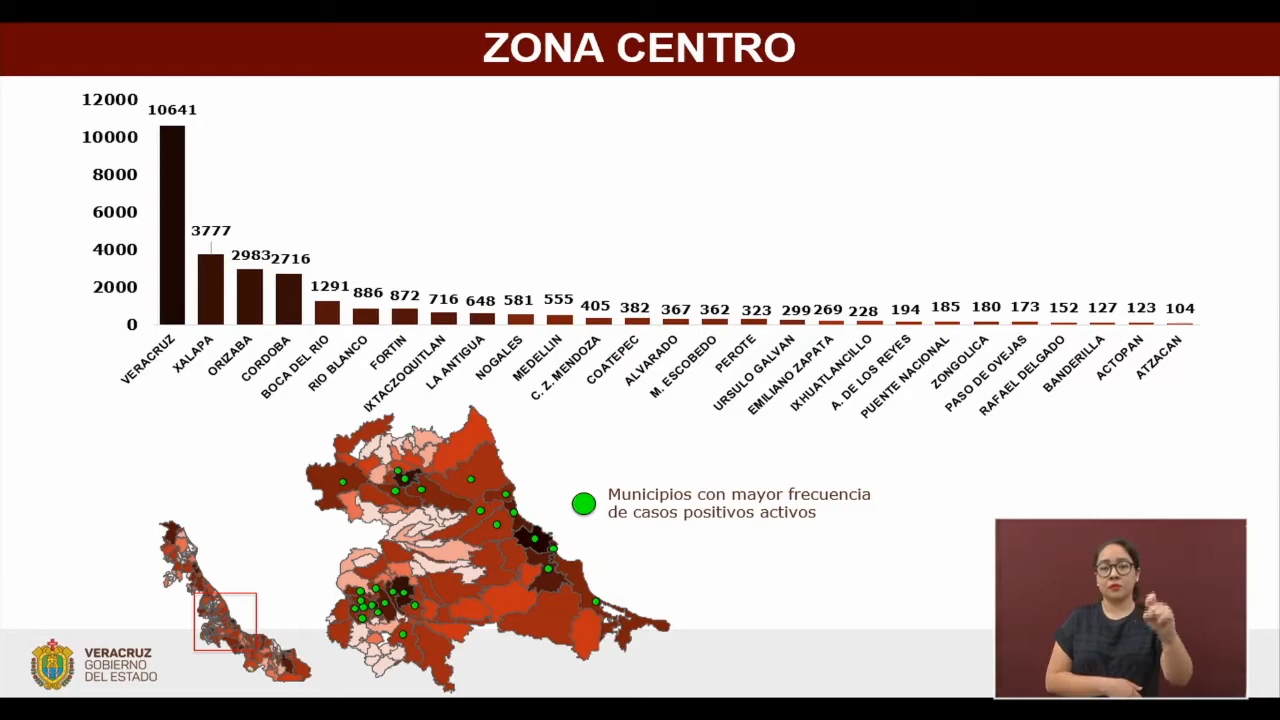 ZONA CENTRO
12000
10000
8000
6000
4000
2000
0
10641
3777
2983
2716
1291
886
872
716
648
581
555
405
382
367
362
323
299
269
228
194
185
180
173
152
127
123
104
VERACRUZ
XALAPA
ORIZABA
CORDOBA
BOCA DEL RIO
RIO BLANCO
FORTIN
IXTACZOQUITLAN
LA ANTIGUA
NOGALES
MEDELLIN
C. Z. MENDOZA
COATEPEC
ALVARADO
M. ESCOBEDO
PEROTE
URSULO GALVAN
EMILIANO ZAPATA
IXHUATLANCILLO
A. DE LOS REYES
PUENTE NACIONAL
ZONGOLICA
PASO DE OVEJAS
RAFAEL DELGADO
BANDERILLA
ACTOPAN
ATZACAN
Municipios con mayor frecuencia
de casos positivos activos
VERACRUZ
GOBIERNO
DEL ESTADO